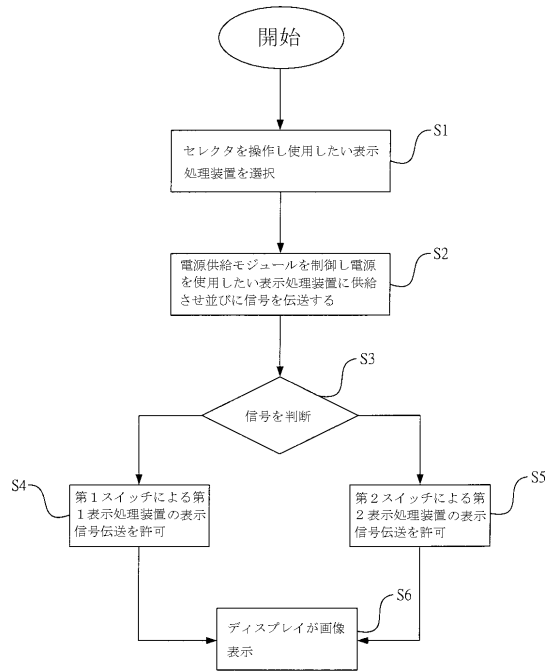 開始
S1
セレクタを操作し使用したい表示
処理装置を選択
S2
電源供給モジュールを制御し電源
を使用したい表示処理装置に供給
させ並びに信号を伝送する
S3
信号を判断
S4
第1スイッチによる第
1表示処理装置の表示
信号伝送を許可
S5
第2スイッチによる第
2表示処理装置の表示
信号伝送を許可
S6
ディスプレイが画像
表示